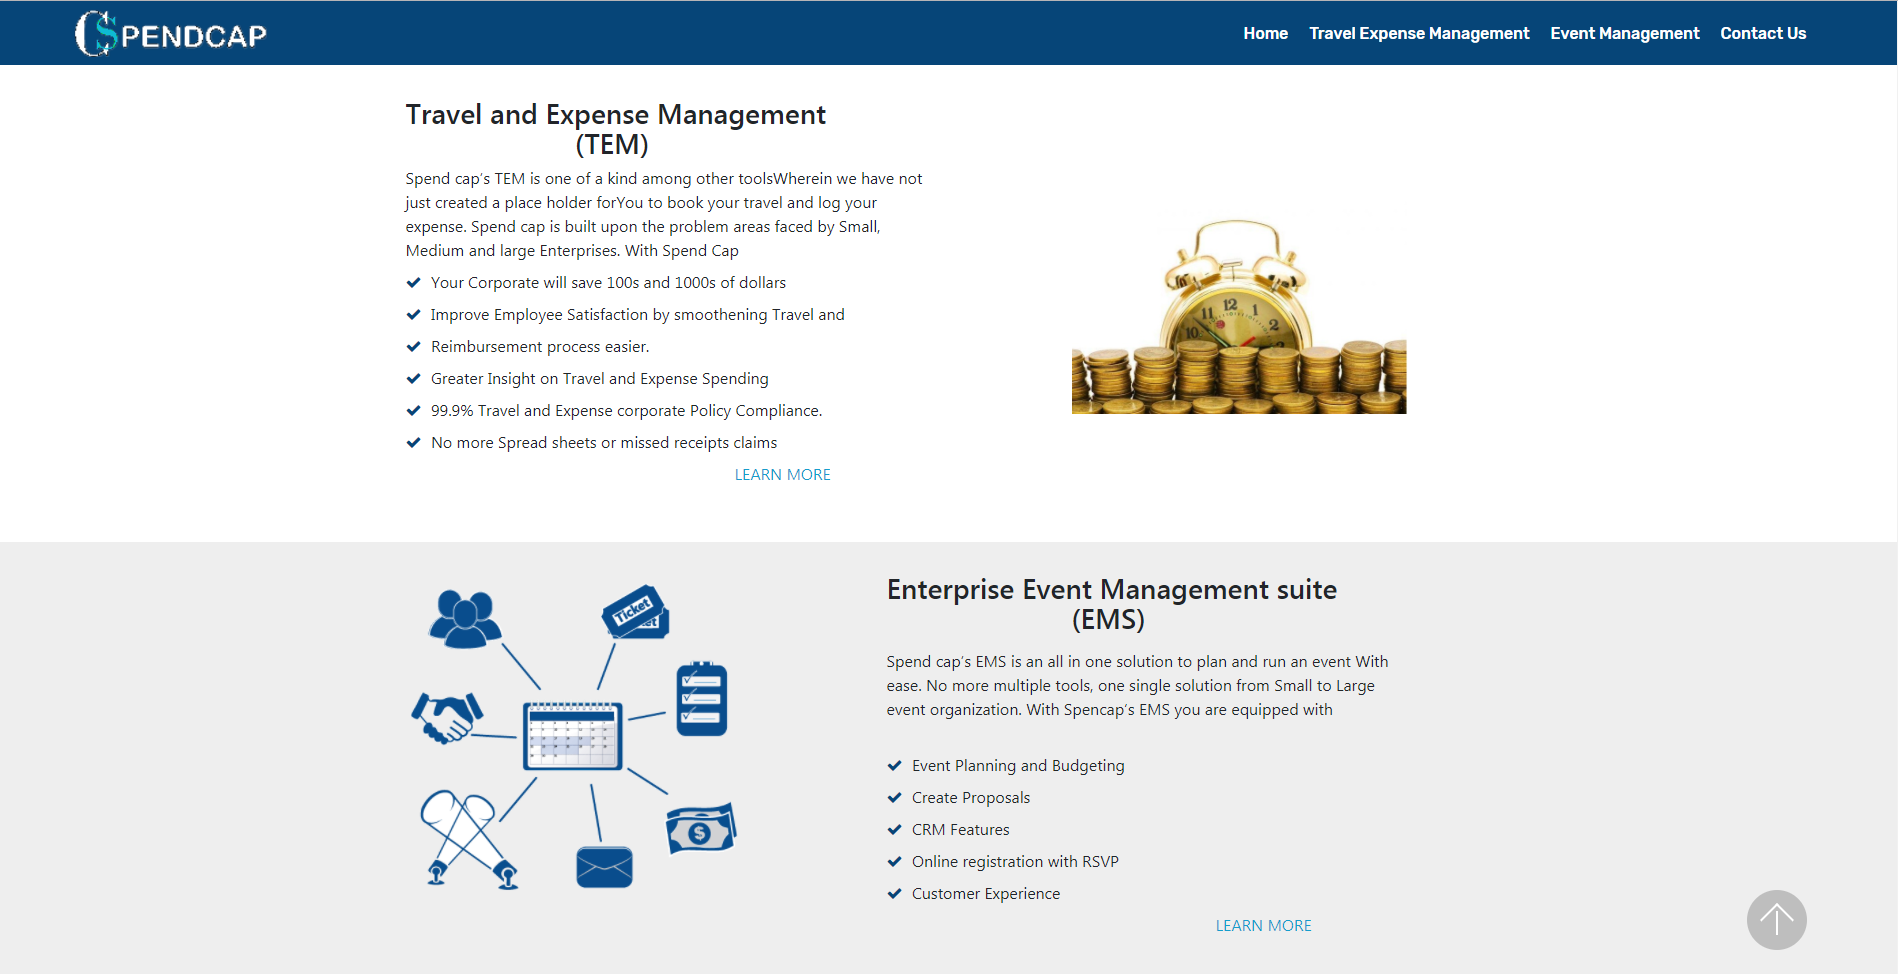 SPENDCAP
Home Travel Expense Management Event Management Contact Us
Travel and Expense Management
(TEM)
Spend cap's TEM is one of a kind among other toolsWherein we have not
just created a place holder forYou to book your travel and log your
expense. Spend cap is built upon the problem areas faced by Small,
Medium and large Enterprises. With Spend Cap
Your Corporate will save 100s and 1000s of dollars
Improve Employee Satisfaction by smoothening Travel and
Reimbursement process easier.
Greater Insight on Travel and Expense Spending
99.9% Travel and Expense corporate Policy Compliance.
No more Spread sheets or missed receipts claims
LEARN MORE
10 11 12 1 2
Ticket
Enterprise Event Management suite
(EMS)
Spend cap's EMS is an all in one solution to plan and run an event With
ease. No more multiple tools, one single solution from Small to Large
event organization. With Spencap's EMS you are equipped with
Event Planning and Budgeting
Create Proposals
CRM Features
Online registration with RSVP
Customer Experience
LEARN MORE
$